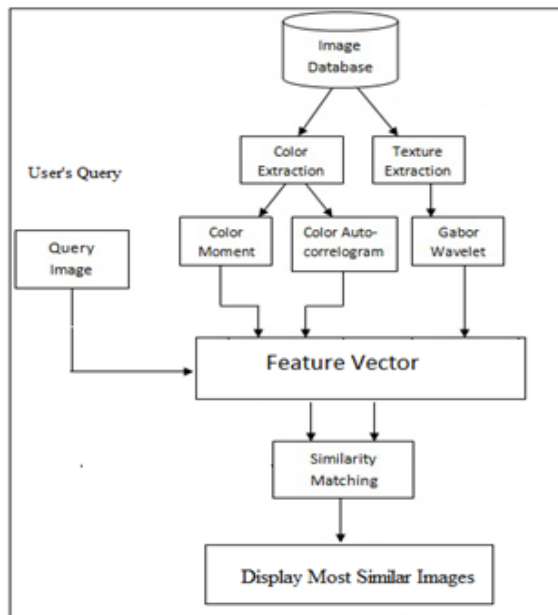 Image
Database
Color
Extraction
Texture
Extraction
User's Query
Query
Image
Color
Moment
Color Auto-
correlogram
Gabor
Wavelet
Feature Vector
Similarity
Matching
Display Most Similar Images